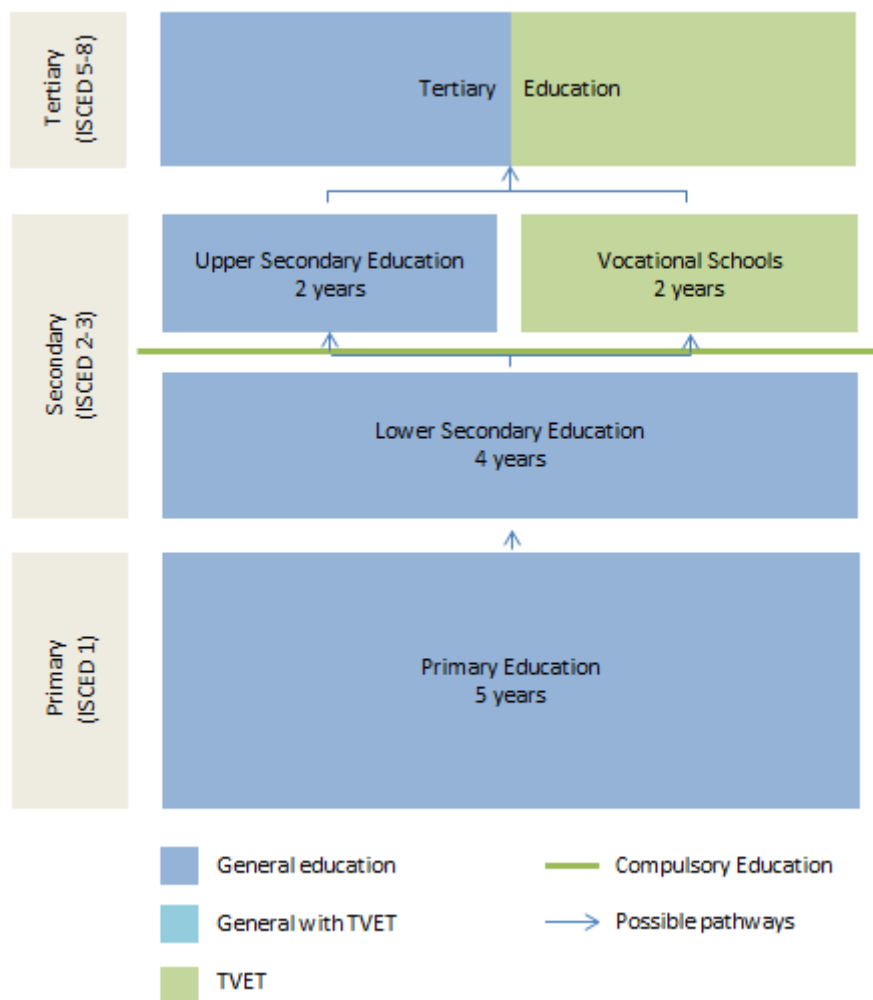 Tertiary
(ISCED 5-8)
Tertiary Education
Secondary
(ISCED 2-3)
Upper Secondary Education
2 years
Vocational Schools
2 years
Lower Secondary Education
4 years
Primary
(ISCED 1)
Primary Education
5 years
General education
Compulsory Education
General with TVET
Possible pathways
TVET